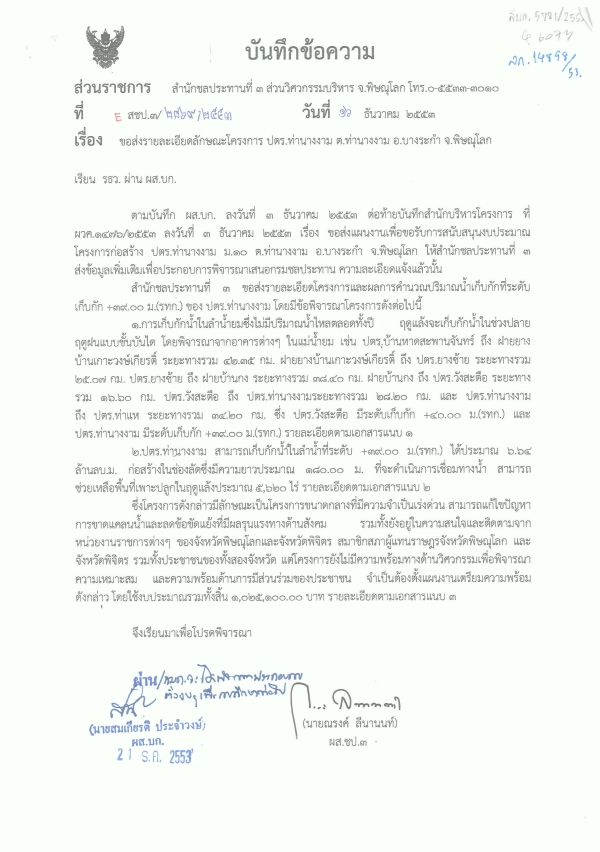 สมก. 5781/255
ลก. 14898/53.
บันทึกข้อความ
ส่วนราชการ สำนักชลประทานที่ ๓ ส่วนวิศวกรรมบริหาร จ.พิษณุโลก โทร.๐-๕๕๓๓-๓๐๑๐
ที่ E สชป.๓/๒๘๖๙/๒๕๕๓ วันที่ ๑๖ ธันวาคม ๒๕๕๓
เรื่อง ขอส่งรายละเอียดลักษณะโครงการ ปตร.ท่านางงาม ต.ท่านางงาม อ.บางระกำ จ.พิษณุโลก
เรียน รธว. ผ่าน ผส.บก.
ตามบันทึก ผส.บก. ลงวันที่ ๓ ธันวาคม ๒๕๕๓ ต่อท้ายบันทึกสำนักบริหารโครงการ ที่
ผวค.๑๔๗๖/๒๕๕๓ ลงวันที่ ๓ ธันวาคม ๒๕๕๓ เรื่อง ขอส่งแผนงานเพื่อขอรับการสนับสนุนงบประมาณ
โครงการก่อสร้าง ปตร.ท่านางงาม ม.๑๐ ต.ท่านางงาม อ.บางระกำ จ.พิษณุโลก ให้สำนักชลประทานที่ ๓
ส่งข้อมูลเพิ่มเติมเพื่อประกอบการพิจารณาเสนอกรมชลประทาน ความละเอียดแจ้งแล้วนั้น
สำนักชลประทานที่ ๓ ขอส่งรายละเอียดโครงการและผลการคำนวณปริมาณน้ำเก็บกักที่ระดับ
เก็บกัก +๓๙.๐๐ ม.(รทก.) ของ ปตร.ท่านางงาม โดยมีข้อพิจารณาโครงการดังต่อไปนี้
๑.การเก็บกักน้ำในลำน้ำยมซึ่งไม่มีปริมาณน้ำไหลตลอดทั้งปี ฤดูแล้งจะเก็บกักน้ำในช่วงปลาย
ฤดูฝนแบบขั้นบันได โดยพิจารณาจากอาคารต่างๆ ในแม่น้ำยม เช่น ปตร.บ้านหาดสะพานจันทร์ ถึง ฝายยาง
บ้านเกาะวงษ์เกียรติ์ ระยะทางรวม ๔๒.๓๕ กม. ฝายยางบ้านเกาะวงษ์เกียรติ์ ถึง ปตร.ยางซ้าย ระยะทางรวม
๒๕.๐๗ กม. ปตร.ยางซ้าย ถึง ฝายบ้านกง ระยะทางรวม ๓๘.๔๐ กม. ฝายบ้านกง ถึง ปตร.วังสะตือ ระยะทาง
รวม ๑๖.๖๐ กม. ปตร.วังสะตือ ถึง ปตร.ท่านางงามระยะทางรวม ๒๘.๒๐ กม. และ ปตร.ท่านางงาม
ถึง ปตร.ท่าแห ระยะทางรวม ๓๔.๒๐ กม. ซึ่ง ปตร.วังสะตือ มีระดับเก็บกัก +๔๐.๐๐ ม.(รทก.) และ
ปตร.ท่านางงาม มีระดับเก็บกัก +๓๙.๐๐ ม.(รทก.) รายละเอียดตามเอกสารแนบ ๑
๒.ปตร.ท่านางงาม สามารถเก็บกักน้ำในลำน้ำที่ระดับ +๓๙.๐๐ ม.(รทก.) ได้ประมาณ ๖.๖๔
ล้านลบ.ม. ก่อสร้างในช่องลัดซึ่งมีความยาวประมาณ ๑๘๐.๐๐ ม. ที่จะดำเนินการเชื่อมทางน้ำ สามารถ
ช่วยเหลือพื้นที่เพาะปลูกในฤดูแล้งประมาณ ๕,๖๒๐ ไร่ รายละเอียดตามเอกสารแนบ ๒
ซึ่งโครงการดังกล่าวมีลักษณะเป็นโครงการขนาดกลางที่มีความจำเป็นเร่งด่วน สามารถแก้ไขปัญหา
การขาดแคลนน้ำและลดข้อขัดแย้งที่มีผลรุนแรงทางด้านสังคม รวมทั้งยังอยู่ในความสนใจและติดตามจาก
หน่วยงานราชการต่างๆ ของจังหวัดพิษณุโลกและจังหวัดพิจิตร สมาชิกสภาผู้แทนราษฎรจังหวัดพิษณุโลก และ
จังหวัดพิจิตร รวมทั้งประชาชนของทั้งสองจังหวัด แต่โครงการยังไม่มีความพร้อมทางด้านวิศวกรรมเพื่อพิจารณา
ความเหมาะสม และความพร้อมด้านการมีส่วนร่วมของประชาชน จำเป็นต้องตั้งแผนงานเตรียมความพร้อม
ดังกล่าว โดยใช้งบประมาณรวมทั้งสิ้น ๑,๐๒๕,๑๐๐.๐๐ บาท รายละเอียดตามเอกสารแนบ ๓
จึงเรียนมาเพื่อโปรดพิจารณา
ผ่าน/
(นายสมเกียรติ ประจำวงษ์)
ผส.บก.
21 ธ.ค. 2553
(นายณรงค์ ลีนานนท์)
ผส.ชป.๓